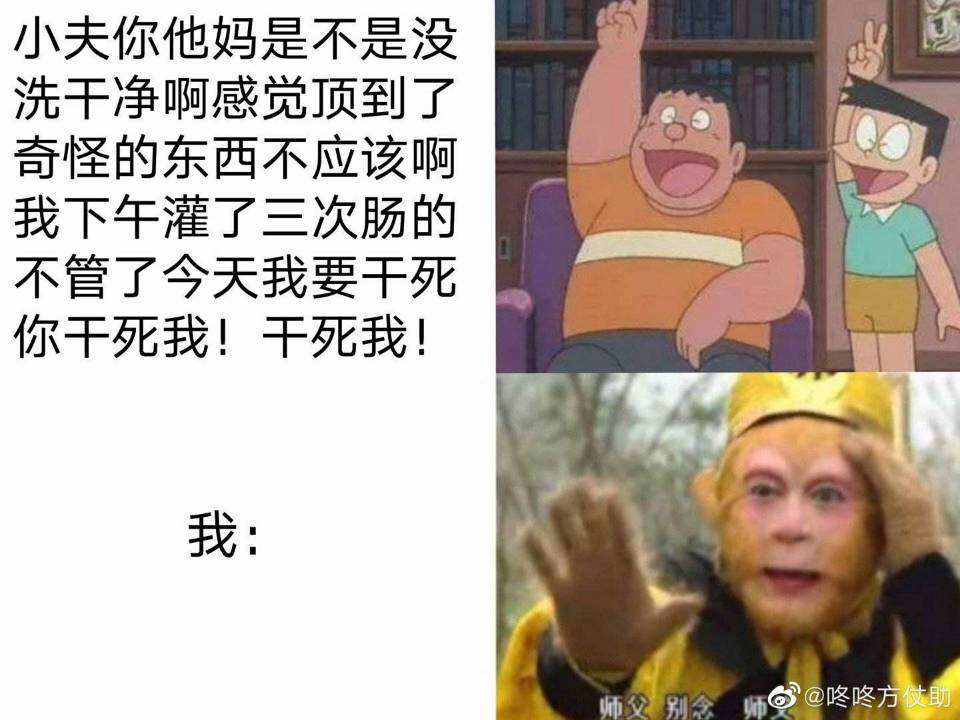 小夫你他妈是不是没
洗干净啊感觉顶到了
奇怪的东西不应该啊
我下午灌了三次肠的
不管了今天我要干死
你干死我！干死我！
我：
师父 别念 师父
@咚咚方仗助